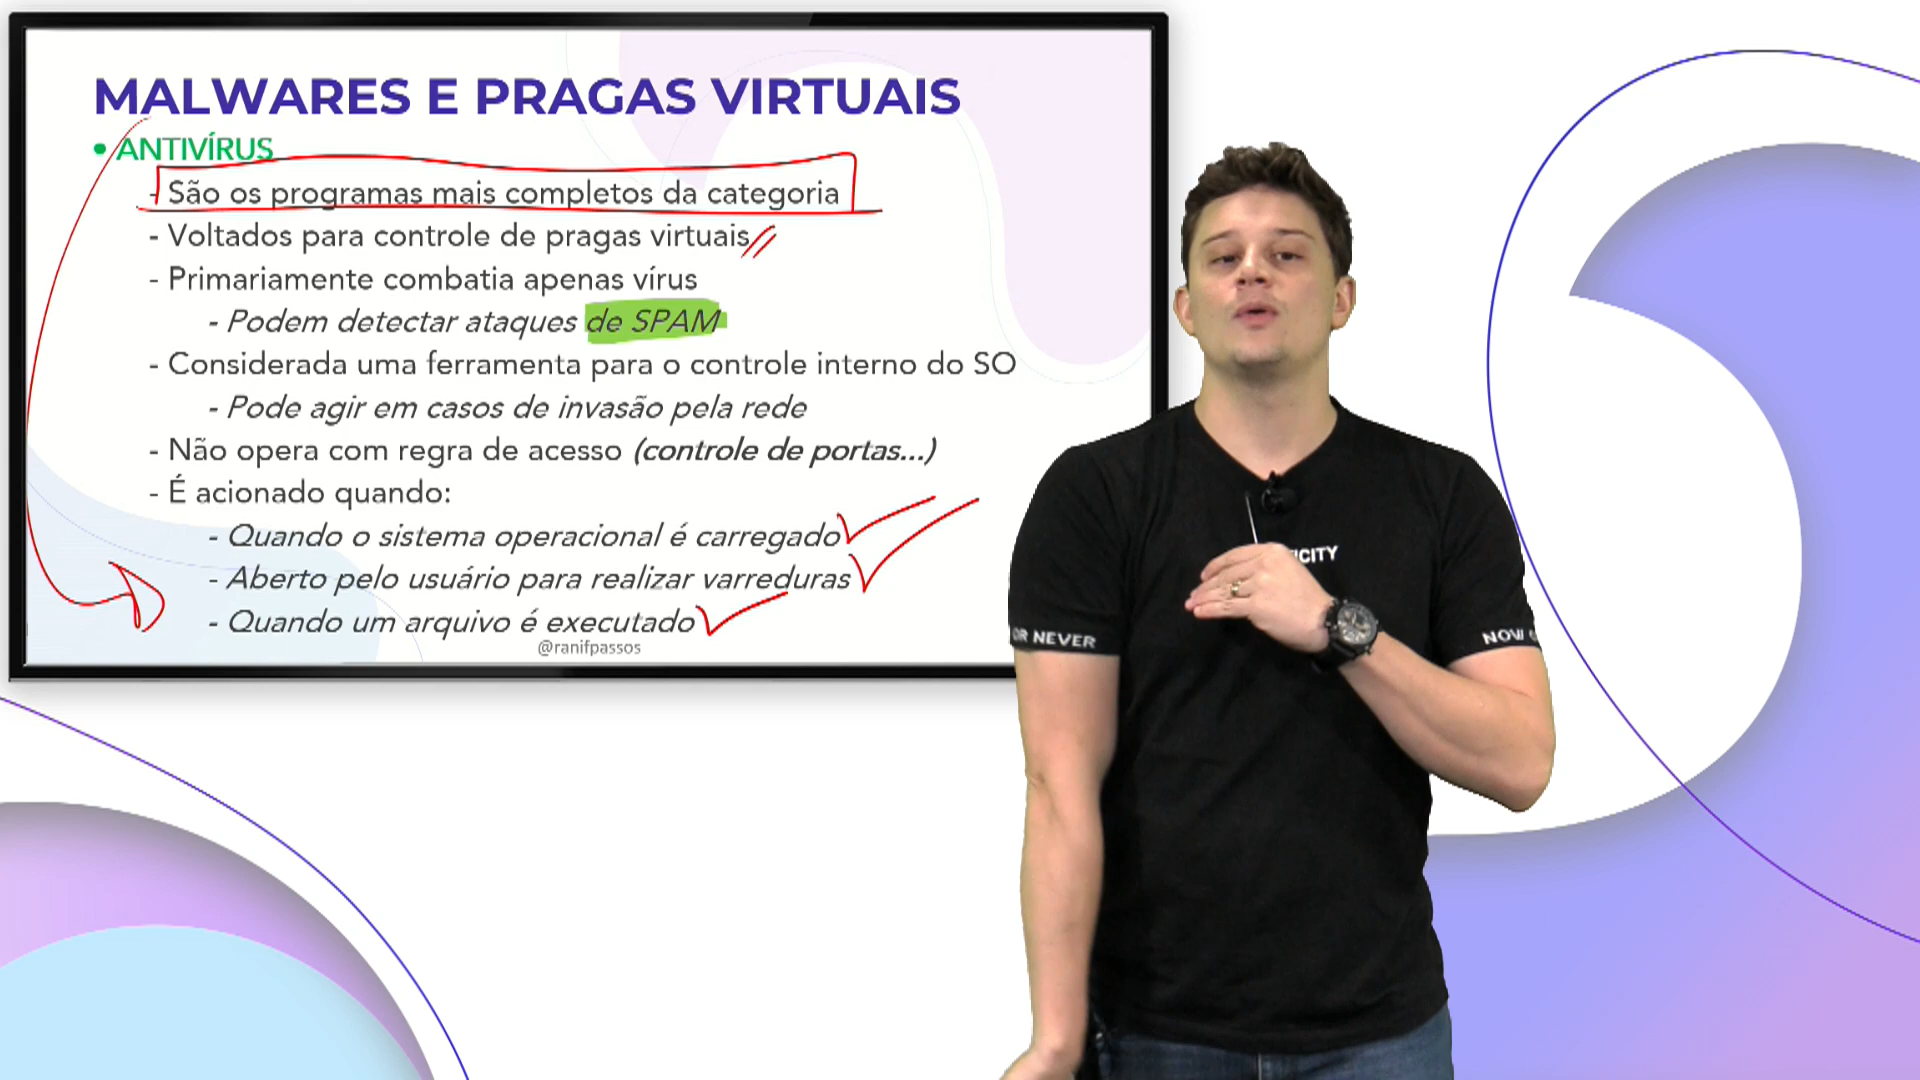 MALWARES E PRAGAS VIRTUAIS
• ANTIVÍRUS
- São os programas mais completos da categoria
- Voltados para controle de pragas virtuais
- Primariamente combatia apenas vírus
- Podem detectar ataques de SPAM
- Considerada uma ferramenta para o controle interno do SO
- Pode agir em casos de invasão pela rede
- Não opera com regra de acesso (controle de portas...)
- É acionado quando:
- Quando o sistema operacional é carregado
- Aberto pelo usuário para realizar varreduras
- Quando um arquivo é executado
@ranifpassos
OR NEVER
NOW